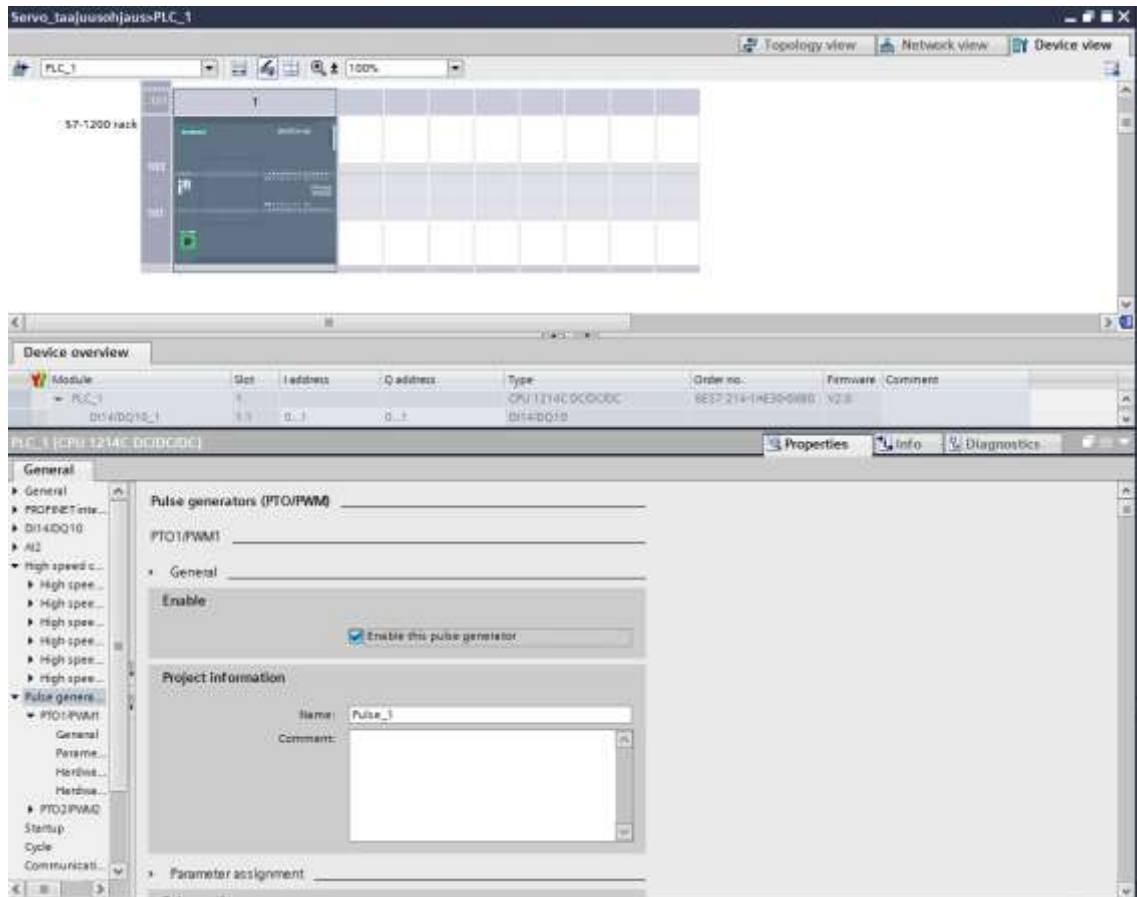 Servo_taajuusohjaus>PLC_1
Topology view Network view Device view
PLC_1 100%
1
S7-1200 rack
Device overview
Module Slot I address Q address Type Order no. Firmware Comment
PLC_1 1 CPU 1214C DC/DC/DC 6ES7 214-1AE30-0XB0 V2.0
DI14/DQ10_1 1 1 0...1 0...1 DI14/DQ10
PLC_1 [CPU 1214C DC/DC/DC]
Properties Info Diagnostics
General
General
PROFINET inte...
DI14/DQ10
AI2
High speed c...
High spee...
High spee...
High spee...
High spee...
High spee...
High spee...
Pulse genera...
PTO1/PWM1
General
Parame...
Hardwa...
Hardwa...
PTO2/PWM2
Startup
Cycle
Communicati...
Pulse generators (PTO/PWM)
PTO1/PWM1
General
Enable
Enable this pulse generator
Project information
Name: Pulse_1
Comment:
Parameter assignment